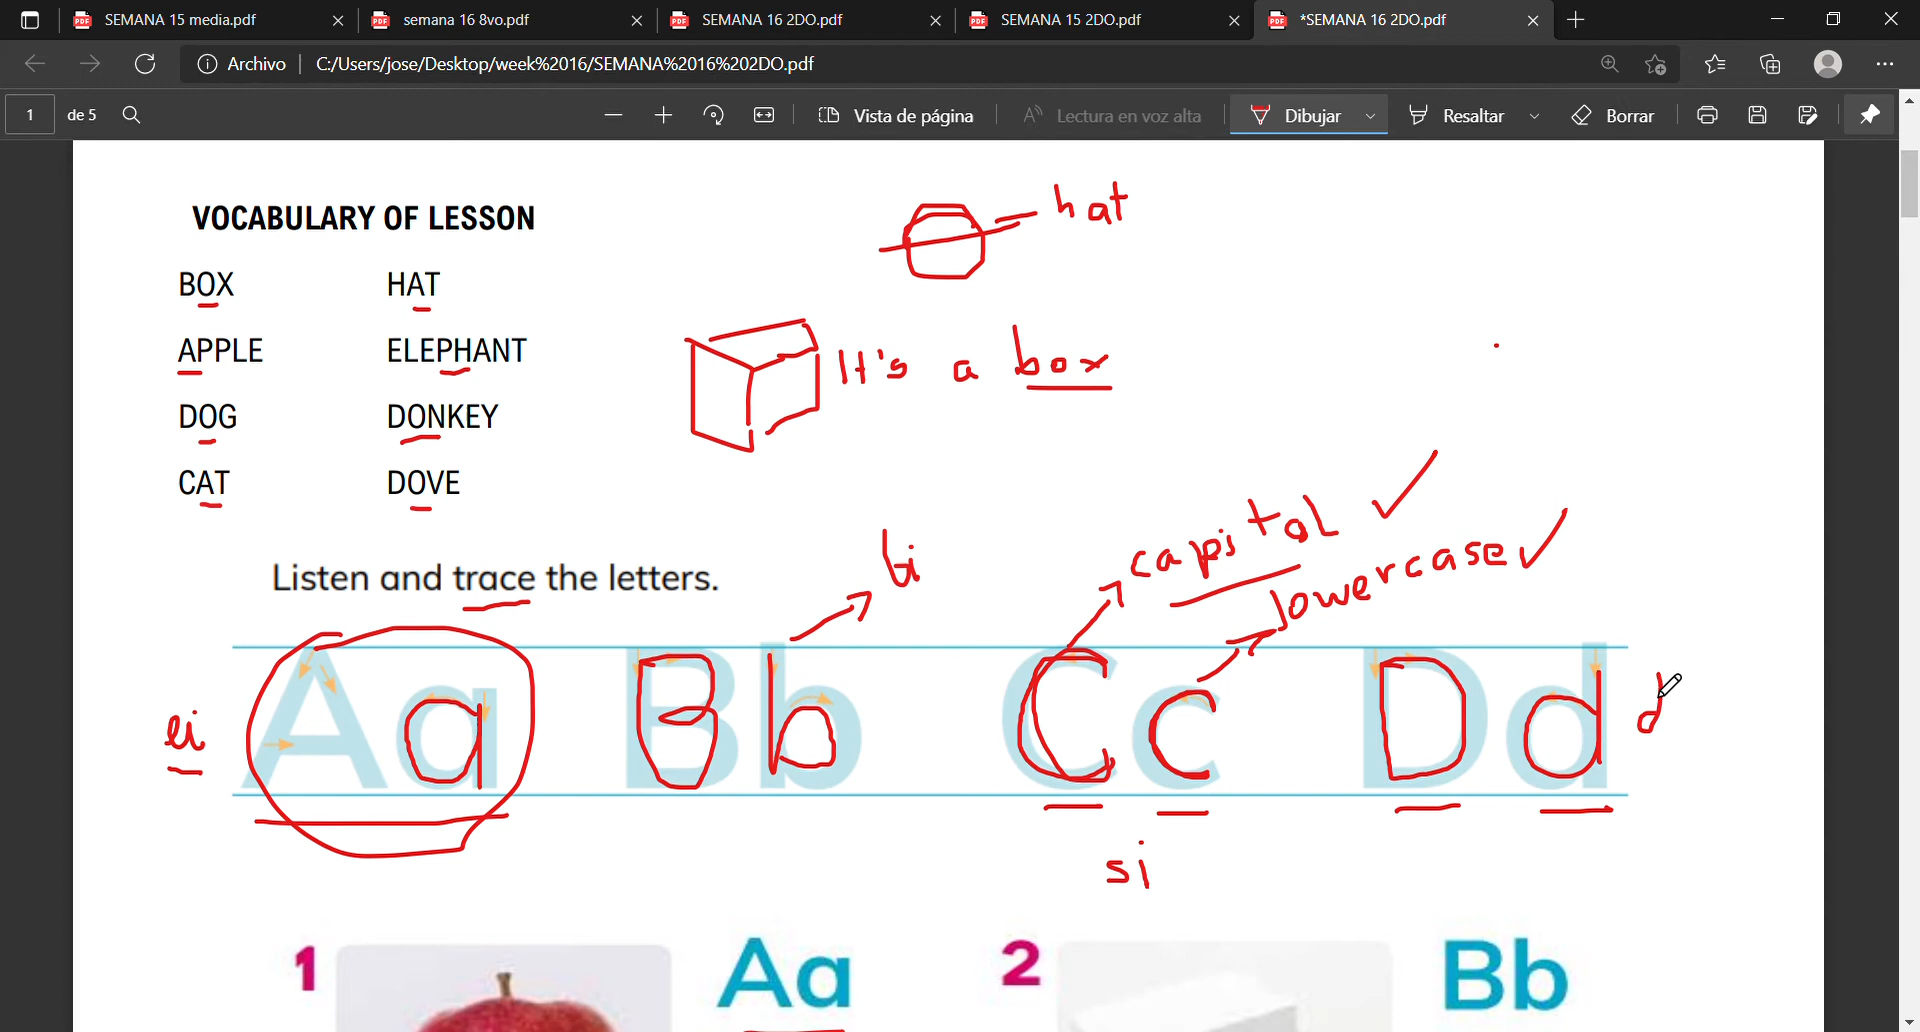 SEMANA 15 media.pdf
semana 16 8vo.pdf
SEMANA 16 2DO.pdf
SEMANA 15 2DO.pdf
*SEMANA 16 2DO.pdf
Archivo
C:/Users/jose/Desktop/week%2016/SEMANA%2016%202DO.pdf
1 de 5
Vista de página
Lectura en voz alta
Dibujar
Resaltar
Borrar
hat
VOCABULARY OF LESSON
BOX HAT
APPLE ELEPHANT
It's a box
DOG DONKEY
CAT DOVE
capital
lowercase
bi
Listen and trace the letters.
ei Aa Bb Cc Dd d
si
1 Aa 2 Bb